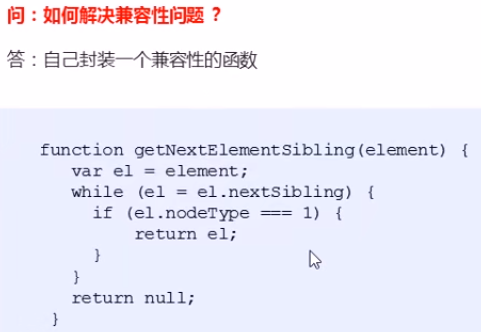 问：如何解决兼容性问题 ？
答：自己封装一个兼容性的函数
function getNextElementSibling(element) {
var el = element;
while (el = el.nextSibling) {
if (el.nodeType === 1) {
return el;
}
}
return null;
}